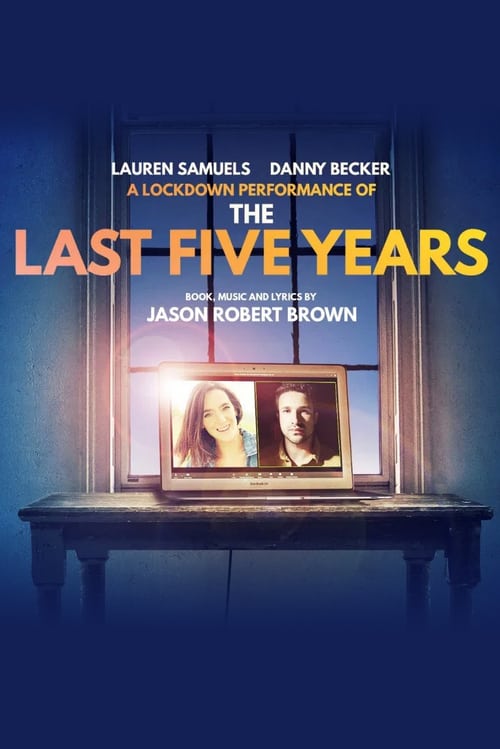 LAUREN SAMUELS DANNY BECKER
A LOCKDOWN PERFORMANCE OF
THE
LAST FIVE YEARS
BOOK, MUSIC AND LYRICS BY
JASON ROBERT BROWN